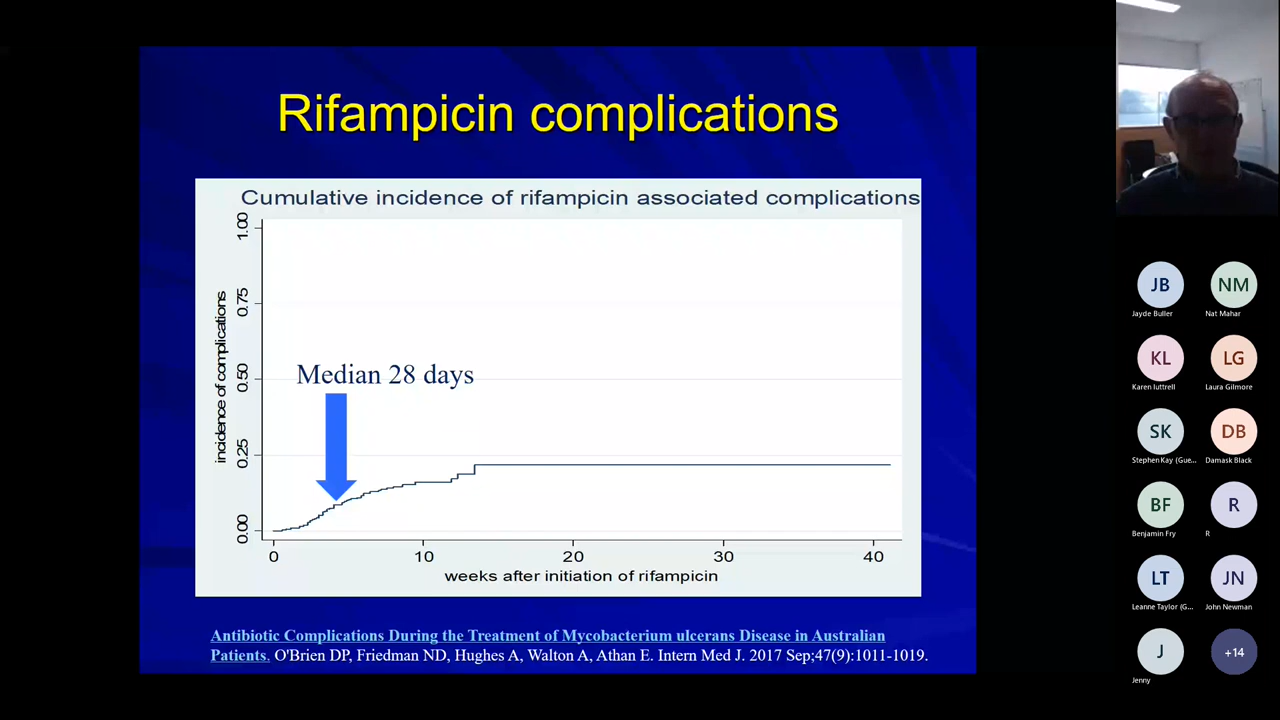 Rifampicin complications
Cumulative incidence of rifampicin associated complications
incidence of complications
1.00
0.75
0.50
0.25
0.00
Median 28 days
0 10 20 30 40
weeks after initiation of rifampicin
Antibiotic Complications During the Treatment of Mycobacterium ulcerans Disease in Australian
Patients. O'Brien DP, Friedman ND, Hughes A, Walton A, Athan E. Intern Med J. 2017 Sep;47(9):1011-1019.
JB NM
Jayde Buller Nat Mahar
KL LG
Karen luttrell Laura Gilmore
SK DB
Stephen Kay (Gue... Damask Black
BF R
Benjamin Fry R
LT JN
Leanne Taylor (G... John Newman
J +14
Jenny